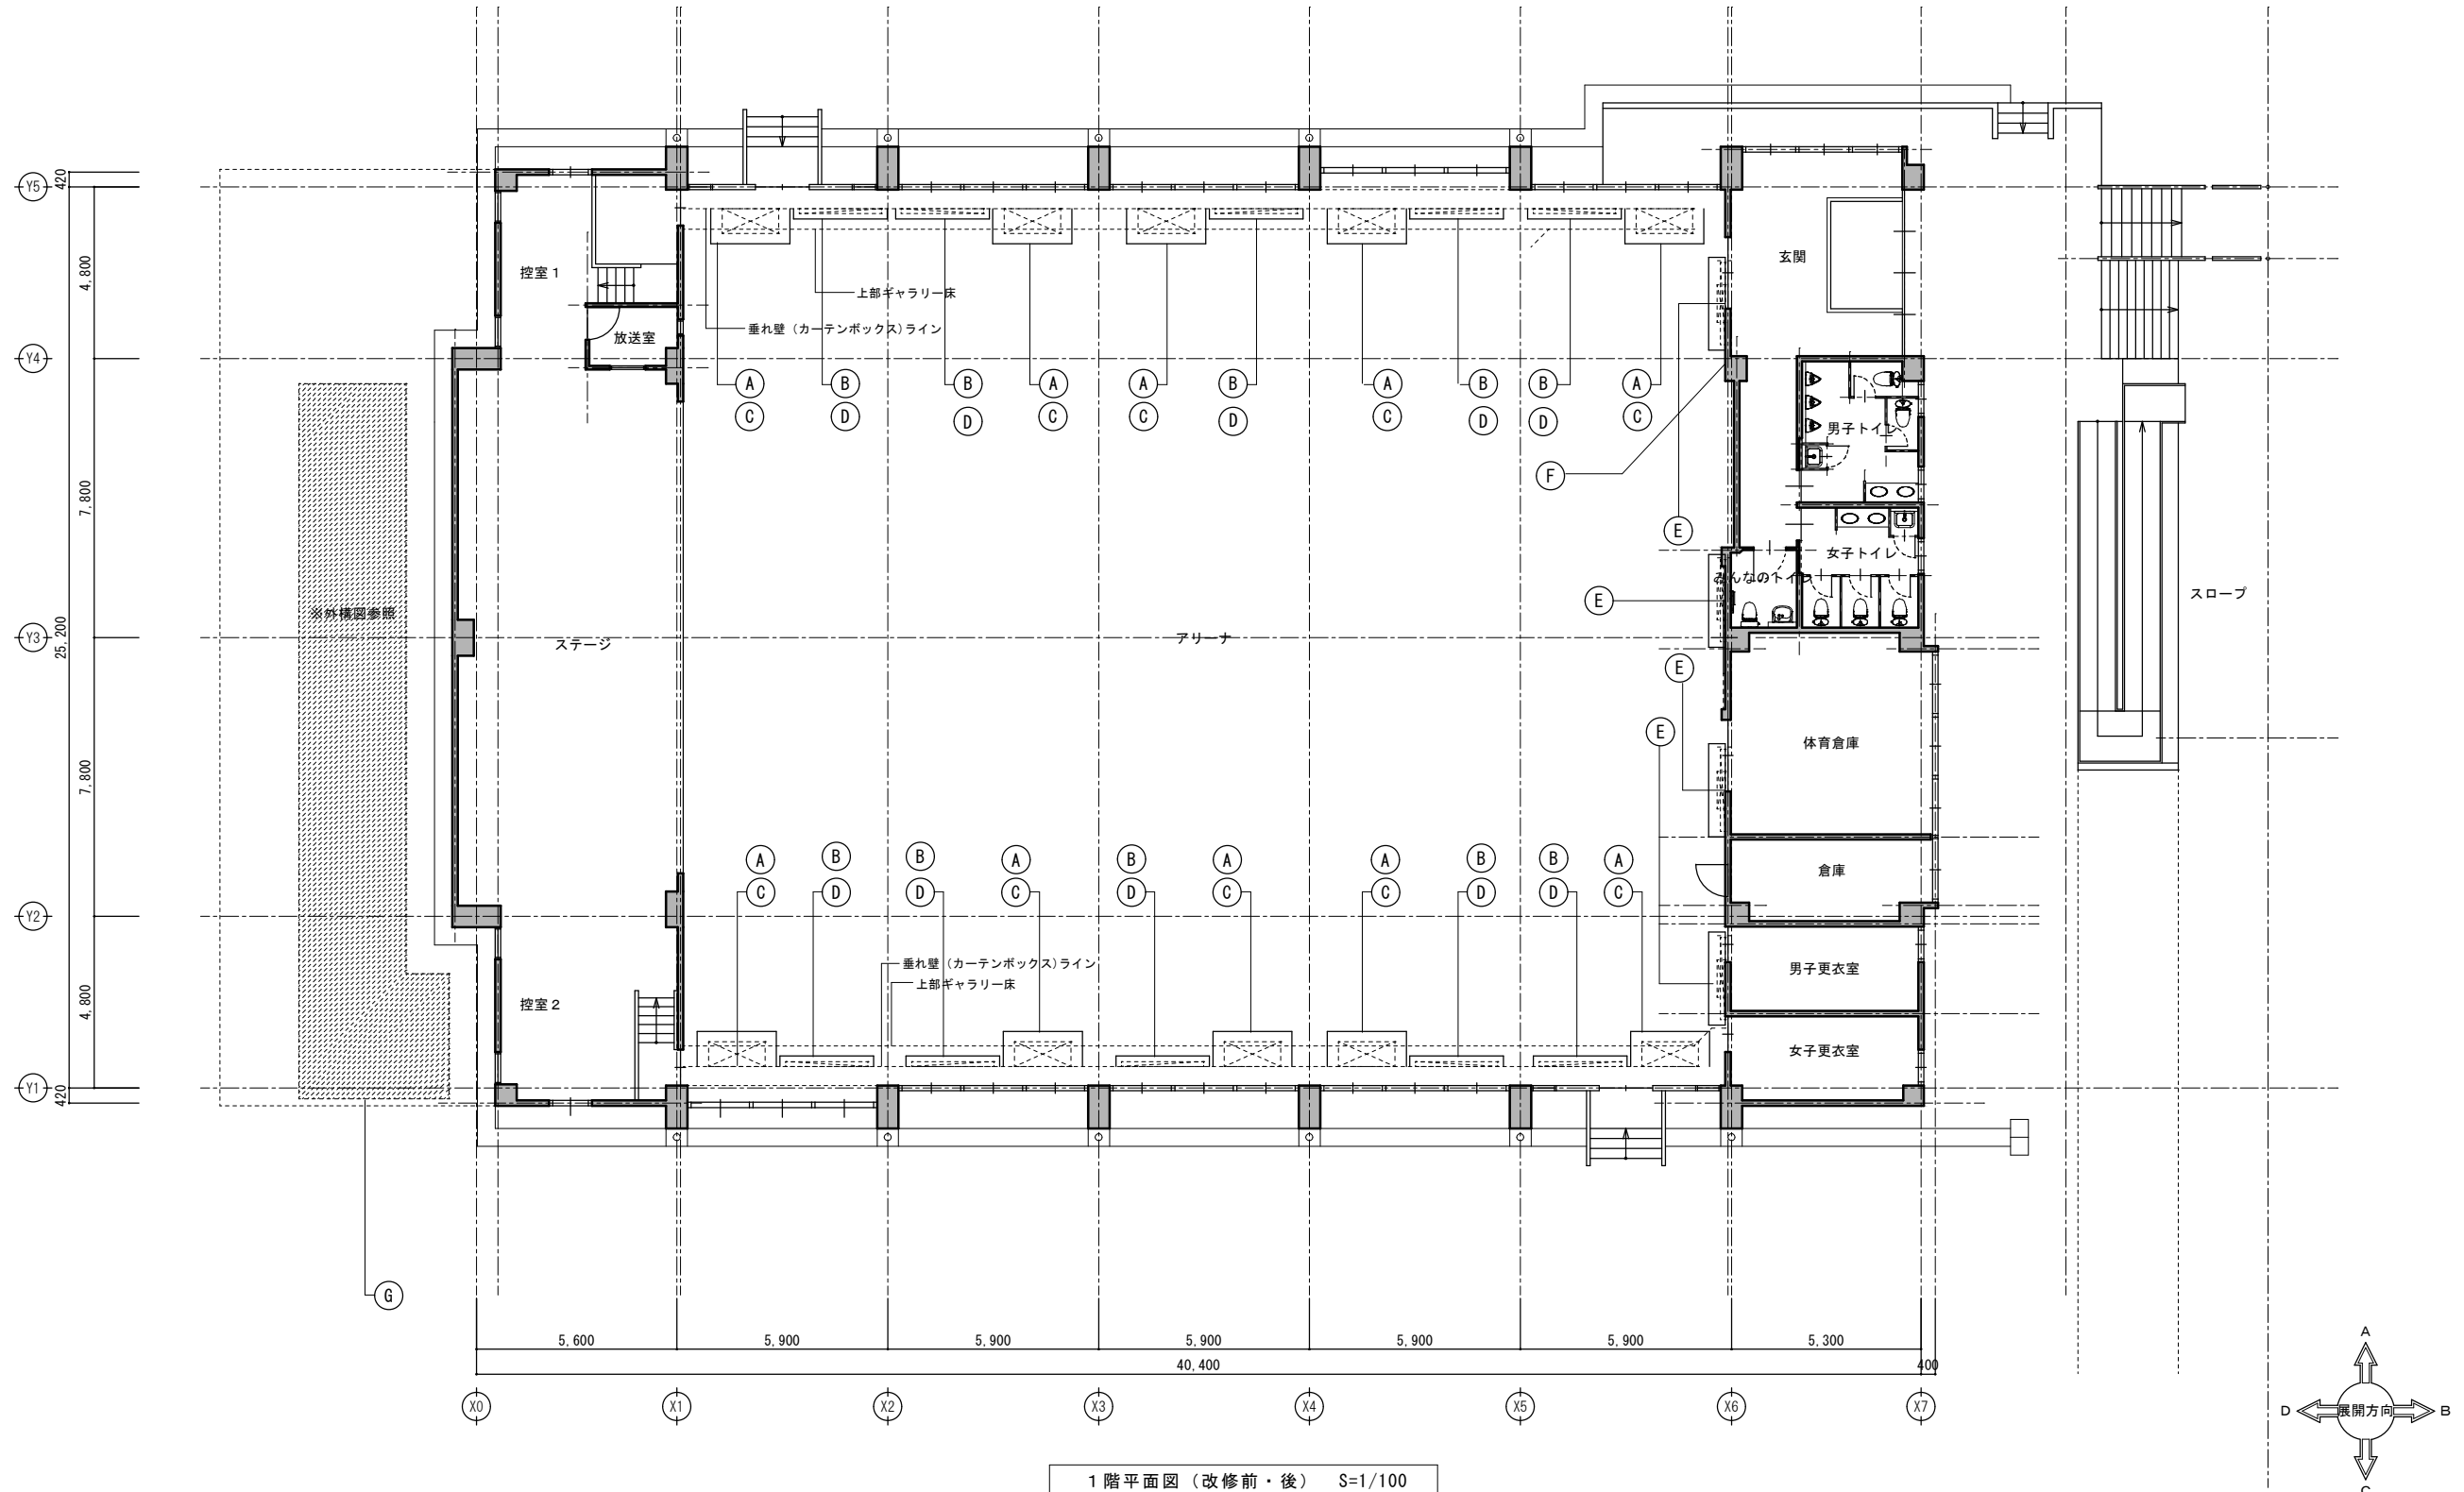 Y5
420
4,800
Y4
7,800
Y3
25,200
7,800
Y2
4,800
Y1
420
控室1
放送室
上部ギャラリー床
垂れ壁(カーテンボックス)ライン
玄関
A
C
B
D
B
D
A
C
A
C
B
D
A
C
B
D
B
D
A
C
F
E
E
E
E
男子トイレ
女子トイレ
みんなのトイレ
※外構図参照
ステージ
アリーナ
スロープ
体育倉庫
倉庫
男子更衣室
女子更衣室
A
C
B
D
B
D
A
C
B
D
A
C
A
C
B
D
B
D
A
C
垂れ壁(カーテンボックス)ライン
上部ギャラリー床
控室2
G
5,600
5,900
5,900
5,900
5,900
5,900
5,300
40,400
400
X0
X1
X2
X3
X4
X5
X6
X7
A
D
展開方向
B
C
1階平面図(改修前・後) S=1/100